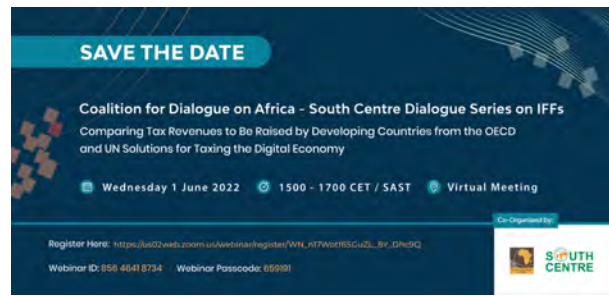 SAVE THE DATE
Coalition for Dialogue on Africa - South Centre Dialogue Series on IFFs
Comparing Tax Revenues to Be Raised by Developing Countries from the OECD
and UN Solutions for Taxing the Digital Economy
Wednesday 1 June 2022 1500 - 1700 CET / SAST Virtual Meeting
Co-Organised by:
Register Here:
Webinar ID: 856 4641 8734 Webinar Passcode: 659191
SOUTH
CENTRE